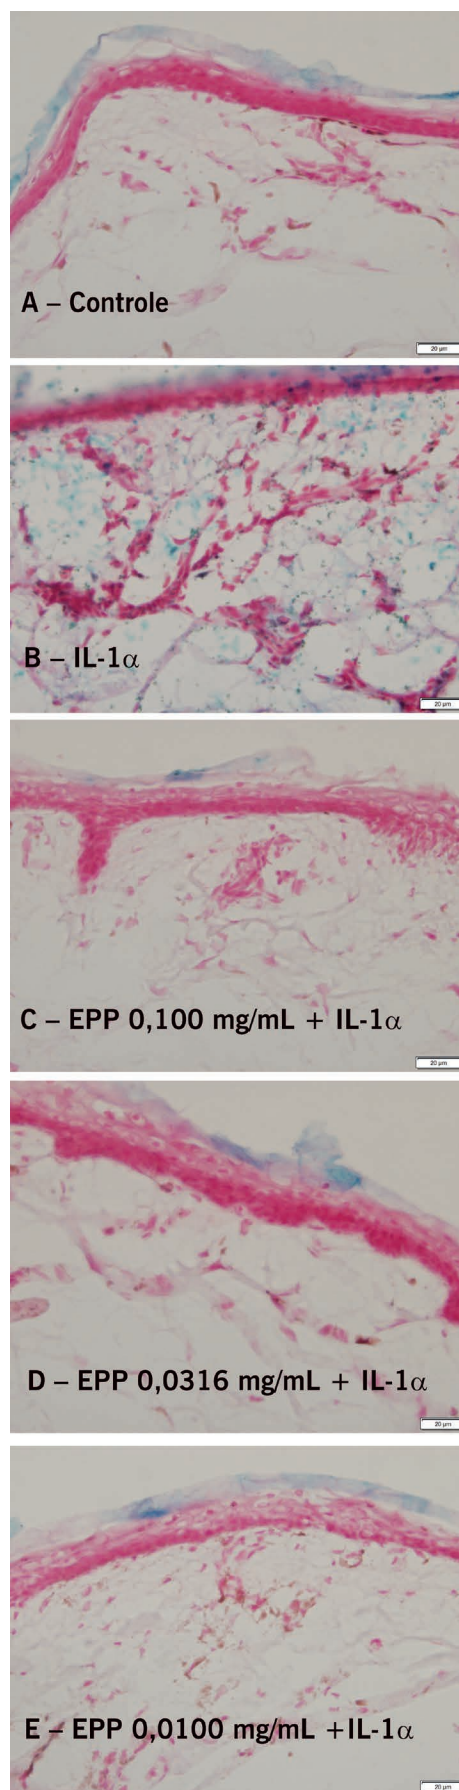 A – Controle
20 µm
B – IL-1α
20 µm
C – EPP 0,100 mg/mL + IL-1α
20 µm
D – EPP 0,0316 mg/mL + IL-1α
20 µm
E – EPP 0,0100 mg/mL +IL-1α
20 µm